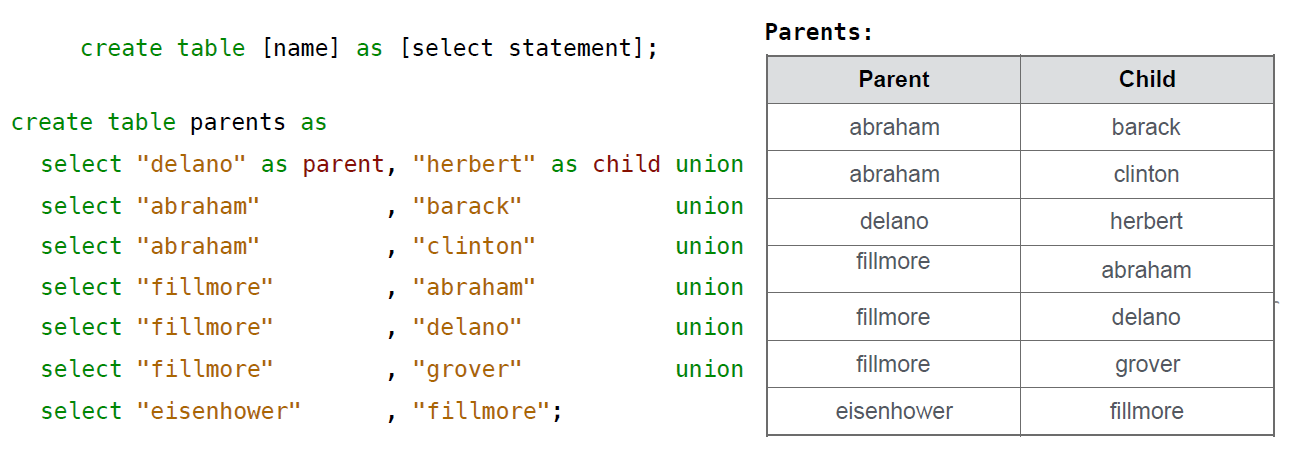 create table [name] as [select statement];
create table parents as
select "delano" as parent, "herbert" as child union
select "abraham" , "barack" union
select "abraham" , "clinton" union
select "fillmore" , "abraham" union
select "fillmore" , "delano" union
select "fillmore" , "grover" union
select "eisenhower" , "fillmore";
Parents:
Parent Child
abraham barack
abraham clinton
delano herbert
fillmore abraham
fillmore delano
fillmore grover
eisenhower fillmore